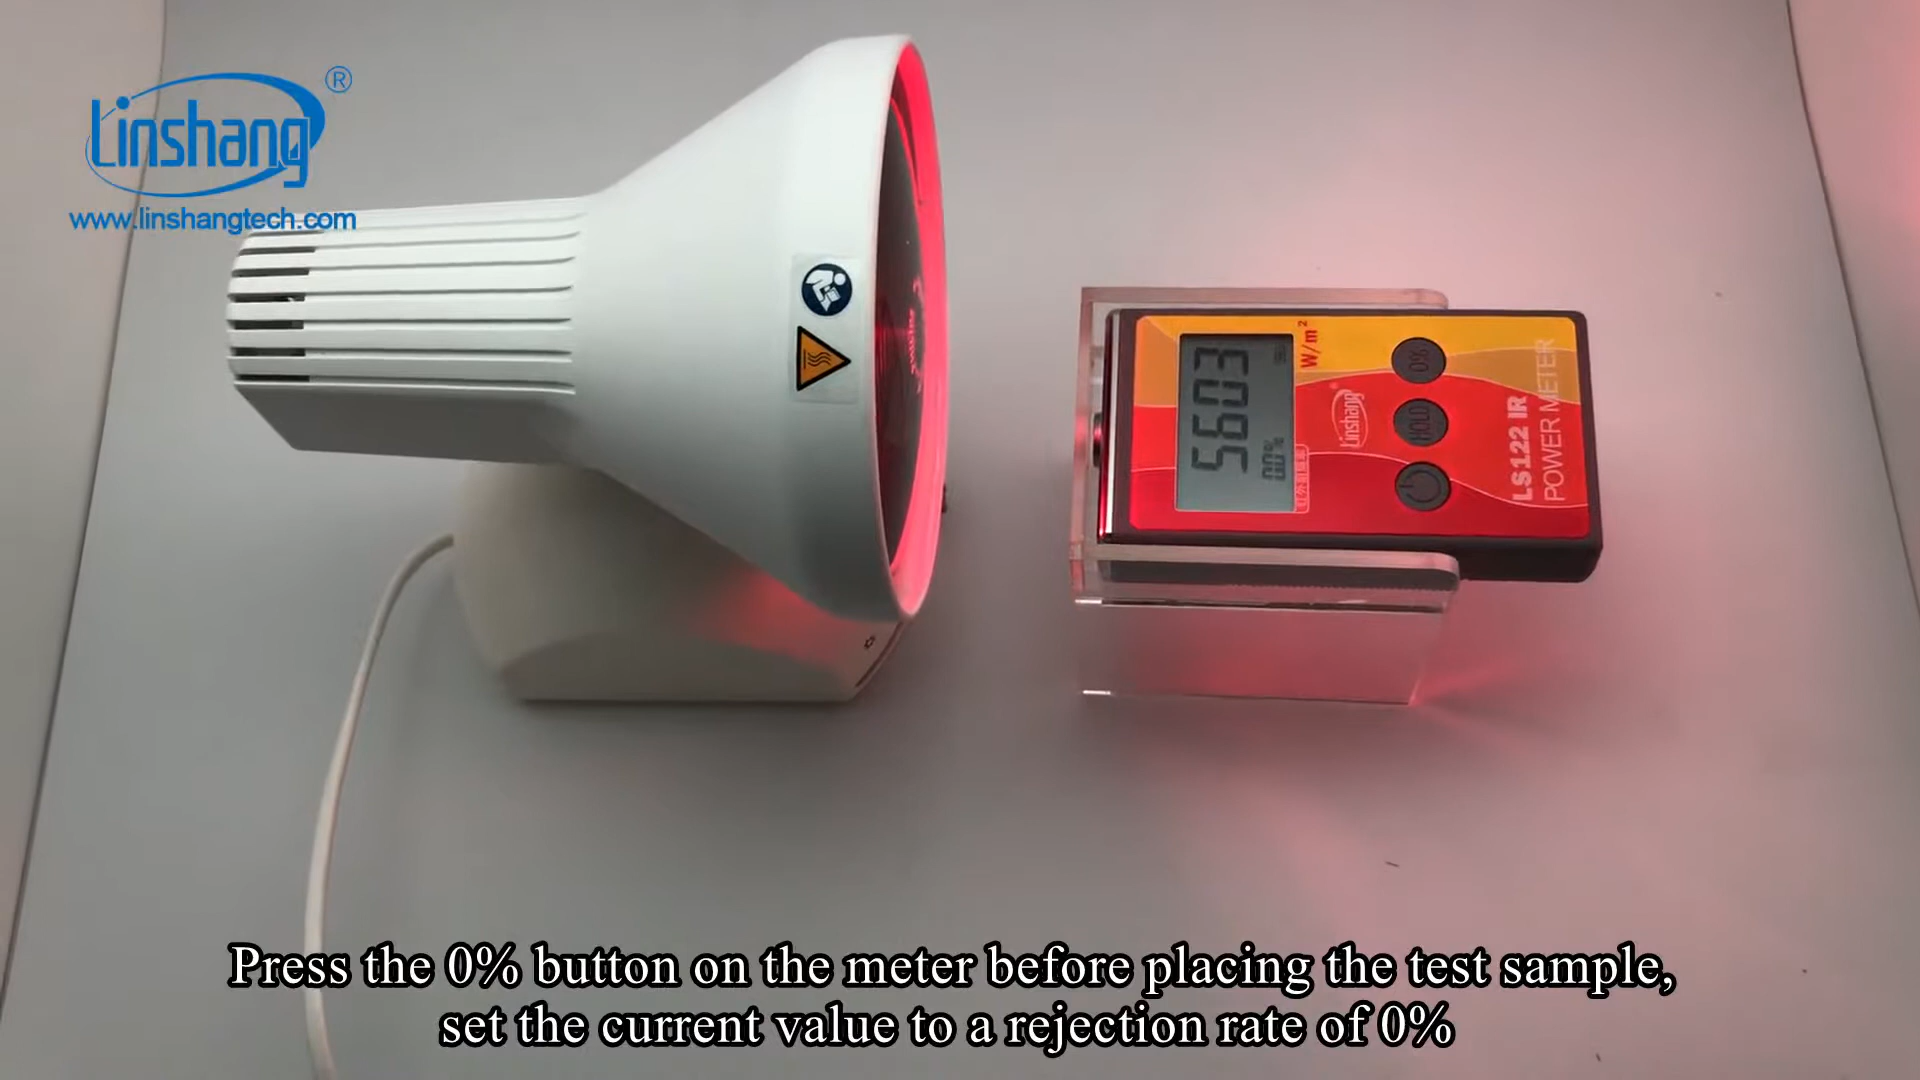 Linshang®
www.linshangtech.com
5603
00%
W/m²
Linshang®
0%
HOLD
LS122 IR
POWER METER
Press the 0% button on the meter before placing the test sample,
set the current value to a rejection rate of 0%